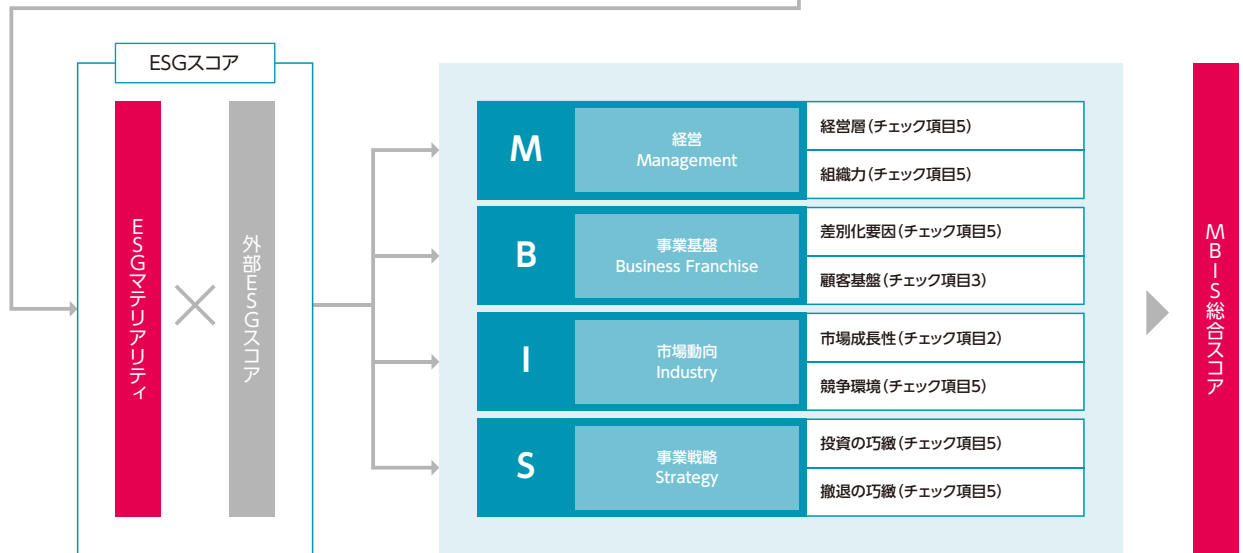 ESGスコア
ESGマテリアリティ
外部ESGスコア
M
経営
Management
経営層(チェック項目5)
組織力(チェック項目5)
B
事業基盤
Business Franchise
差別化要因(チェック項目5)
顧客基盤(チェック項目3)
I
市場動向
Industry
市場成長性(チェック項目2)
競争環境(チェック項目5)
S
事業戦略
Strategy
投資の巧緻(チェック項目5)
撤退の巧緻(チェック項目5)
MBIS総合スコア